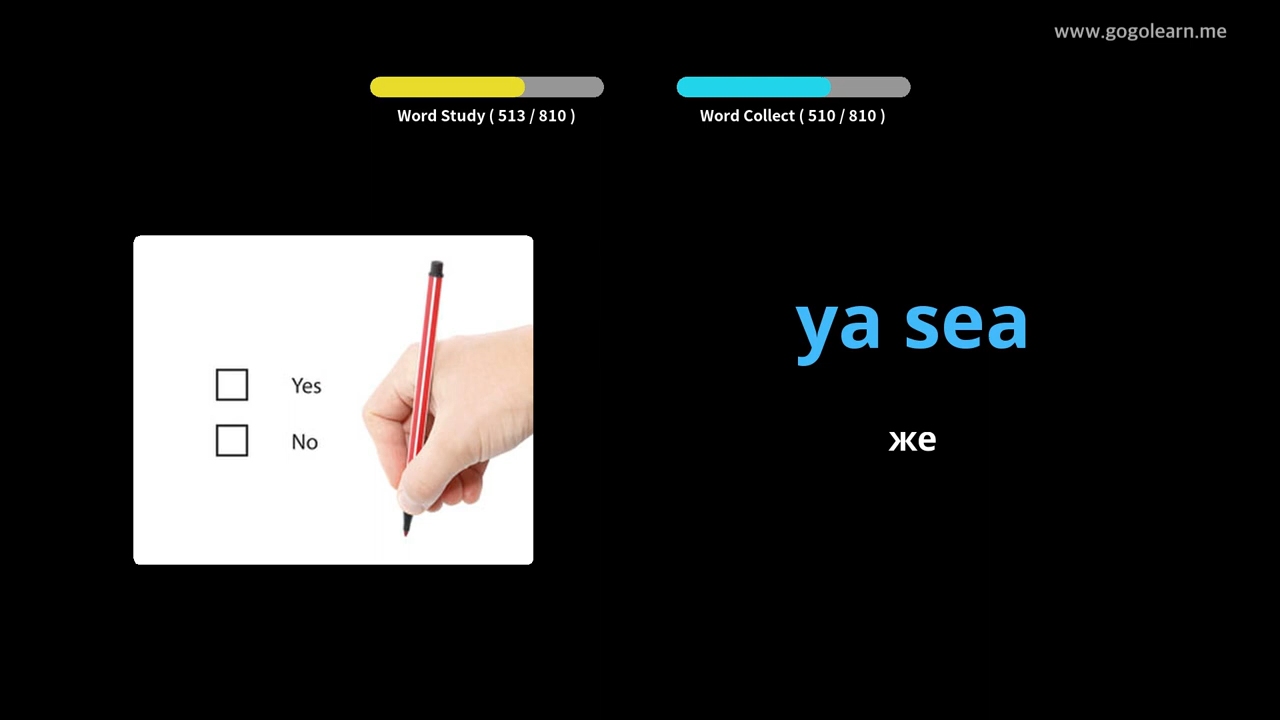 www.gogolearn.me
Word Study ( 513 / 810 )
Word Collect ( 510 / 810 )
Yes
No
ya sea
же